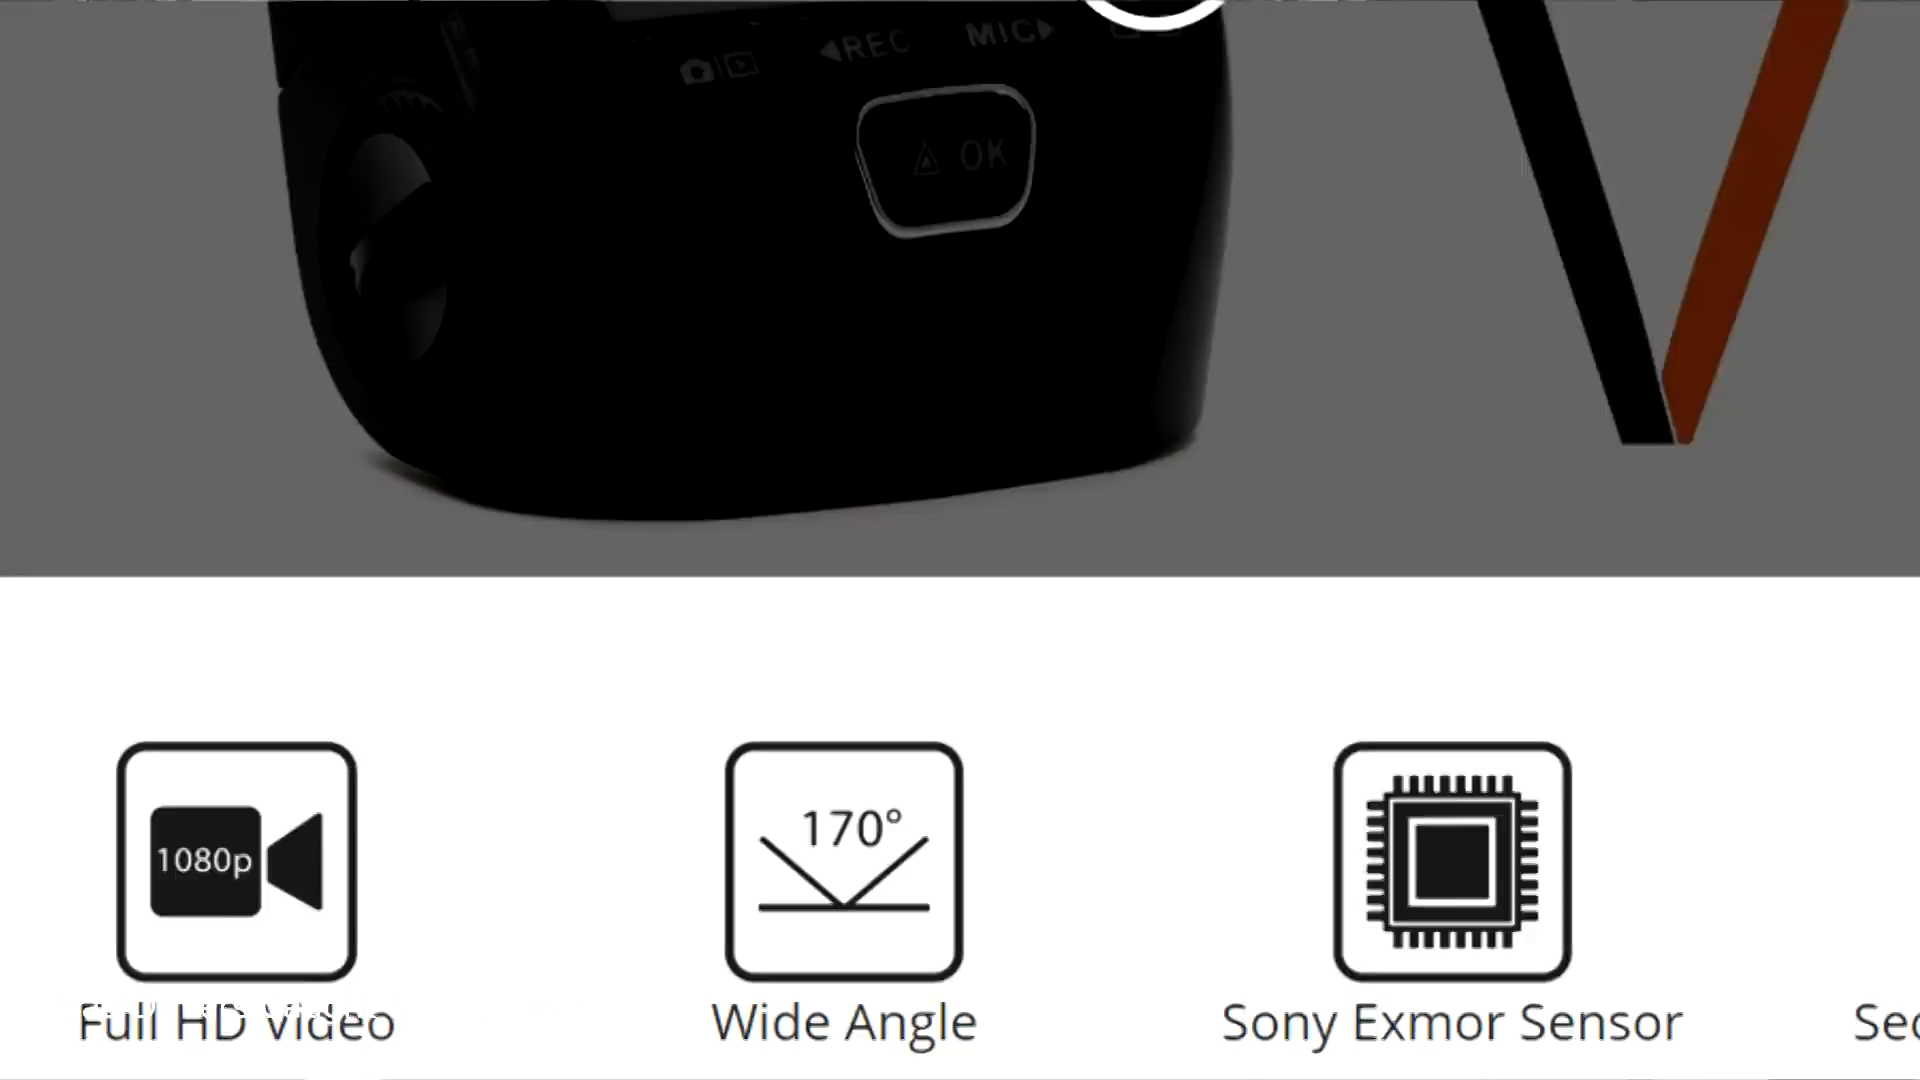 ◀REC MIC▶
OK
1080p
170°
Full HD Video
Wide Angle
Sony Exmor Sensor